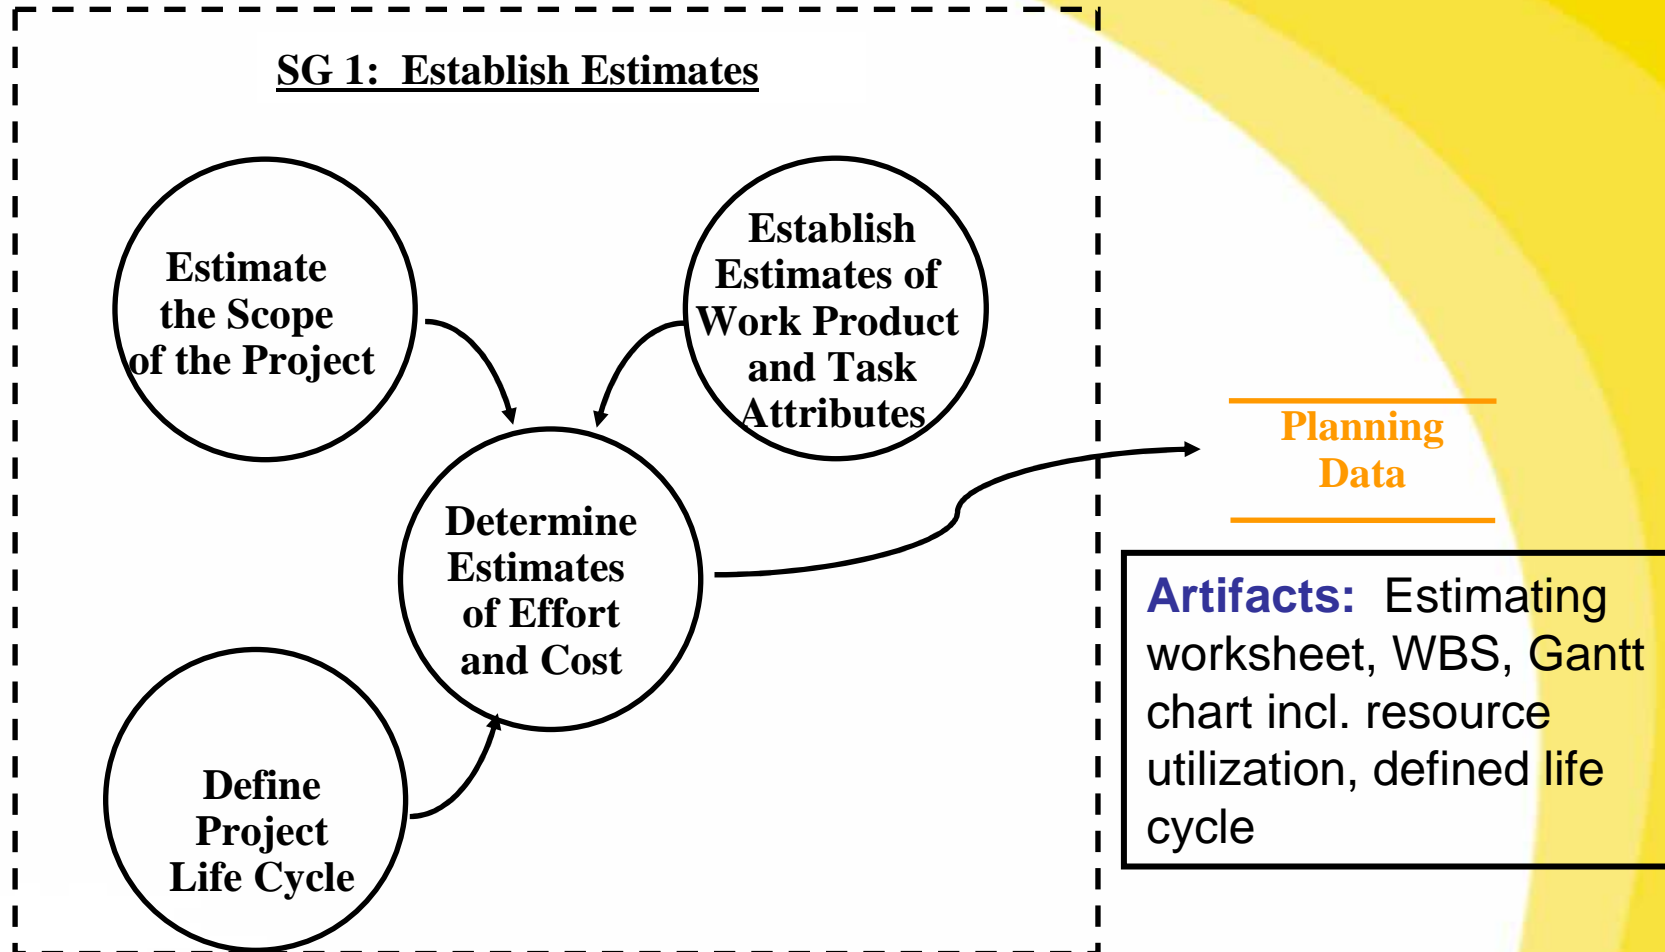 SG 1:  Establish Estimates
Estimate
the Scope
of the Project
Establish
Estimates of
Work Product
and Task
Attributes
Determine
Estimates
of Effort
and Cost
Define
Project
Life Cycle
Planning
Data
Artifacts:  Estimating
worksheet, WBS, Gantt
chart incl. resource
utilization, defined life
cycle